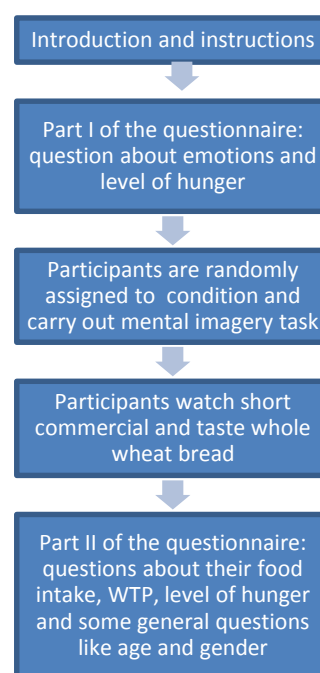 Introduction and instructions
Part I of the questionnaire:
question about emotions and
level of hunger
Participants are randomly
assigned to condition and
carry out mental imagery task
Participants watch short
commercial and taste whole
wheat bread
Part II of the questionnaire:
questions about their food
intake, WTP, level of hunger
and some general questions
like age and gender